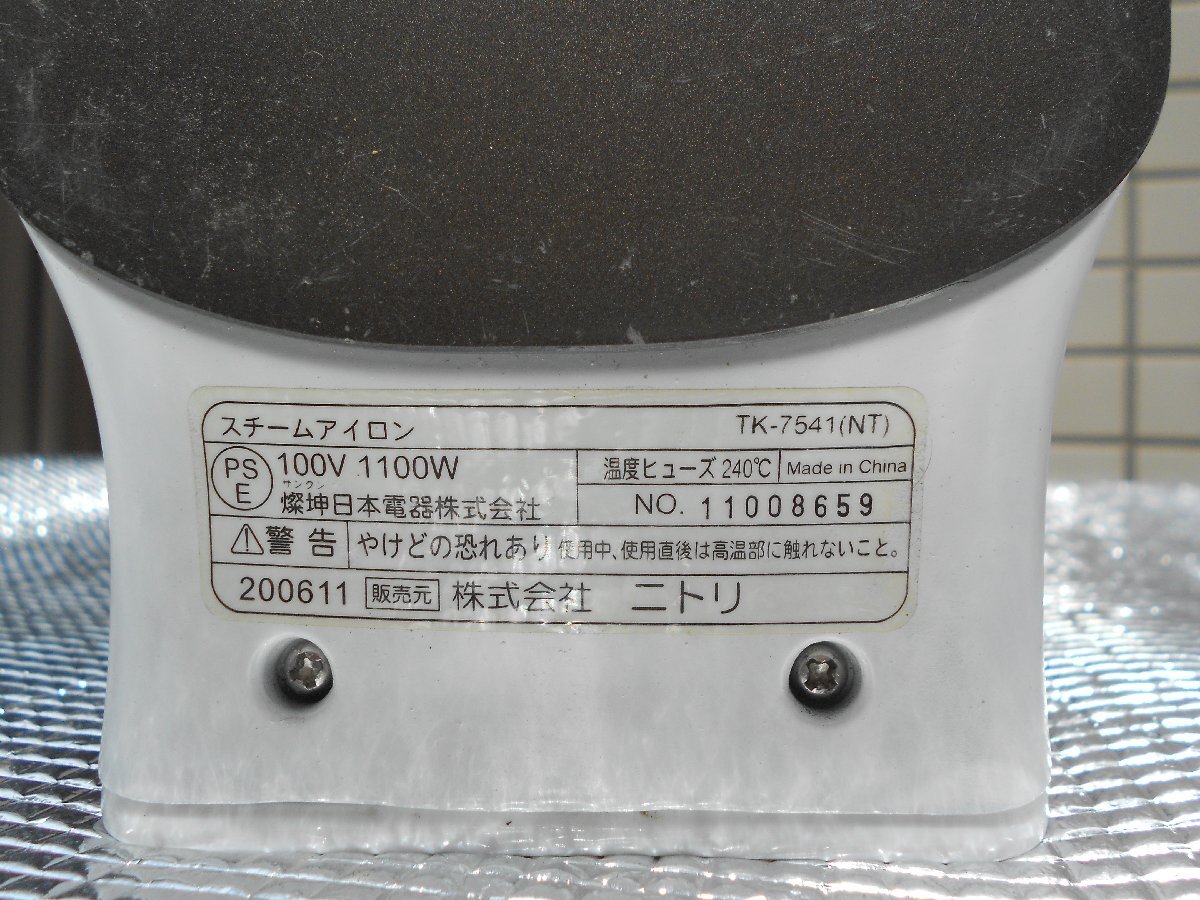 スチームアイロン TK-7541(NT)
PS E 100V 1100W 温度ヒューズ 240℃ Made in China
サンクン
燦坤日本電器株式会社 NO. 11008659
⚠警告 やけどの恐れあり 使用中、使用直後は高温部に触れないこと。
200611 販売元 株式会社 ニトリ